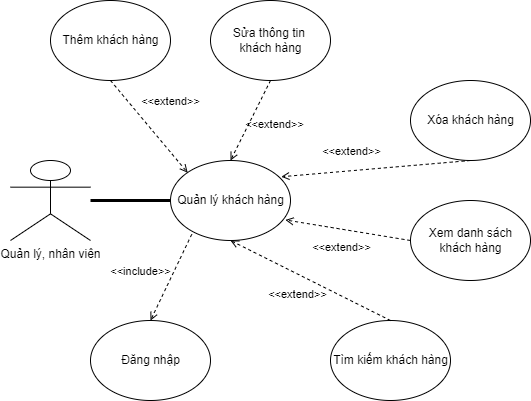 Thêm khách hàng
Sửa thông tin
khách hàng
<<extend>>
<<extend>>
Xóa khách hàng
<<extend>>
Quản lý khách hàng
Quản lý, nhân viên
Xem danh sách
khách hàng
<<extend>>
<<include>>
<<extend>>
Đăng nhập
Tìm kiếm khách hàng